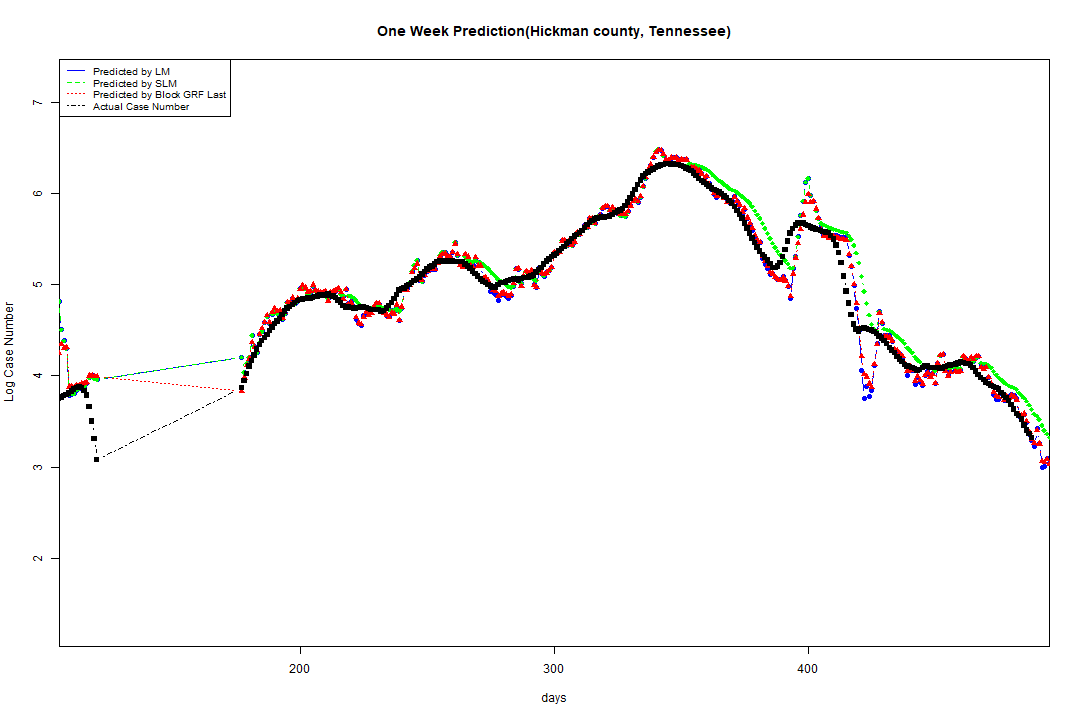 One Week Prediction(Hickman county, Tennessee)
Predicted by LM
Predicted by SLM
Predicted by Block GRF Last
Actual Case Number
7
6
5
4
3
2
Log Case Number
200 300 400
days